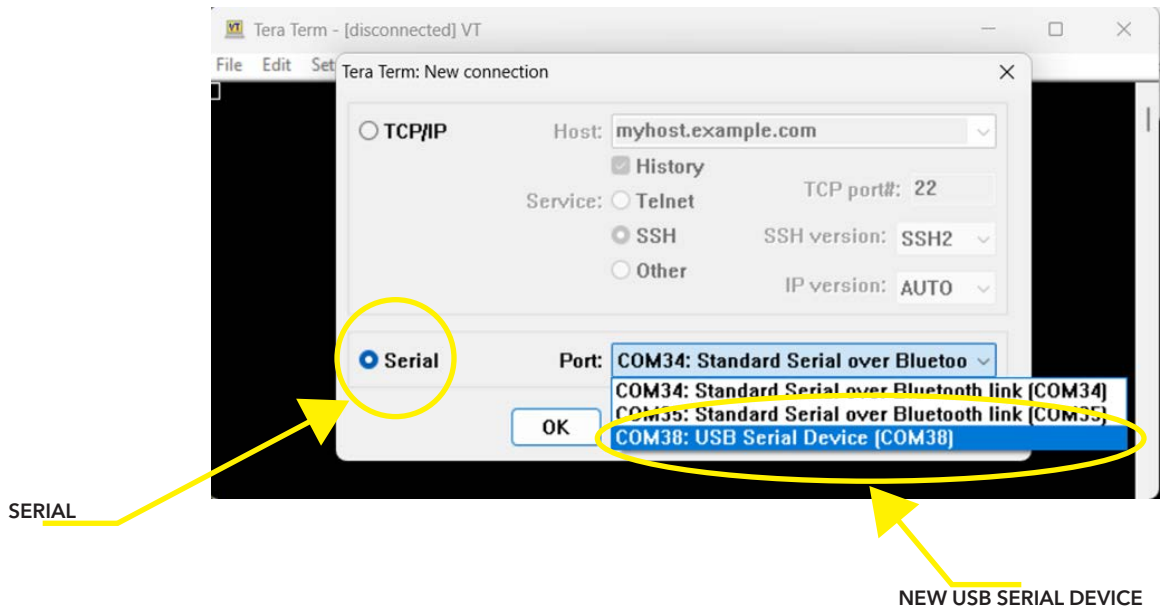 Tera Term - [disconnected] VT
File Edit Set
Tera Term: New connection
TCP/IP Host: myhost.example.com
History
Service: Telnet TCP port#: 22
SSH SSH version: SSH2
Other IP version: AUTO
Serial Port: COM34: Standard Serial over Bluetoo
COM34: Standard Serial over Bluetooth link (COM34)
COM35: Standard Serial over Bluetooth link (COM35)
OK COM38: USB Serial Device (COM38)
SERIAL
NEW USB SERIAL DEVICE